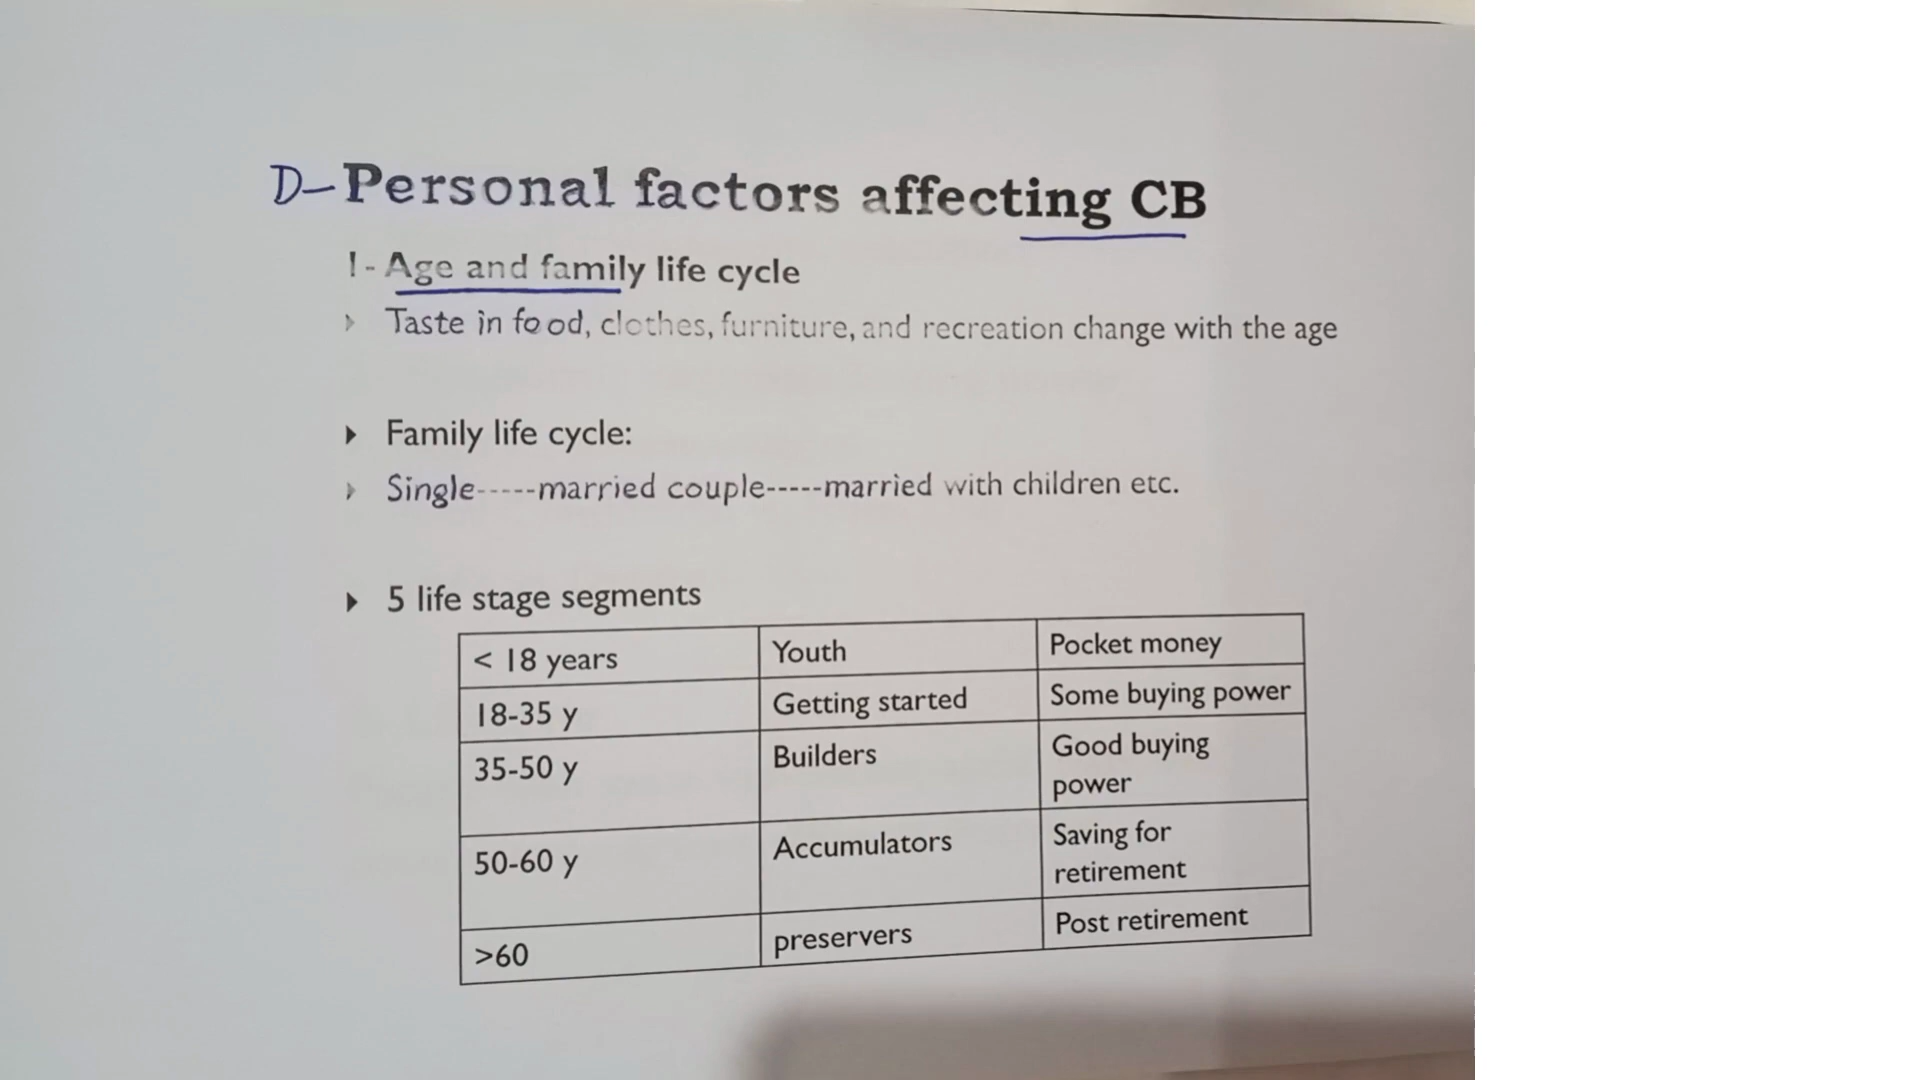 D- Personal factors affecting CB
1- Age and family life cycle
Taste in food, clothes, furniture, and recreation change with the age
Family life cycle:
Single-----married couple-----married with children etc.
5 life stage segments
< 18 years Youth Pocket money
18-35 y Getting started Some buying power
35-50 y Builders Good buying
power
50-60 y Accumulators Saving for
retirement
>60 preservers Post retirement